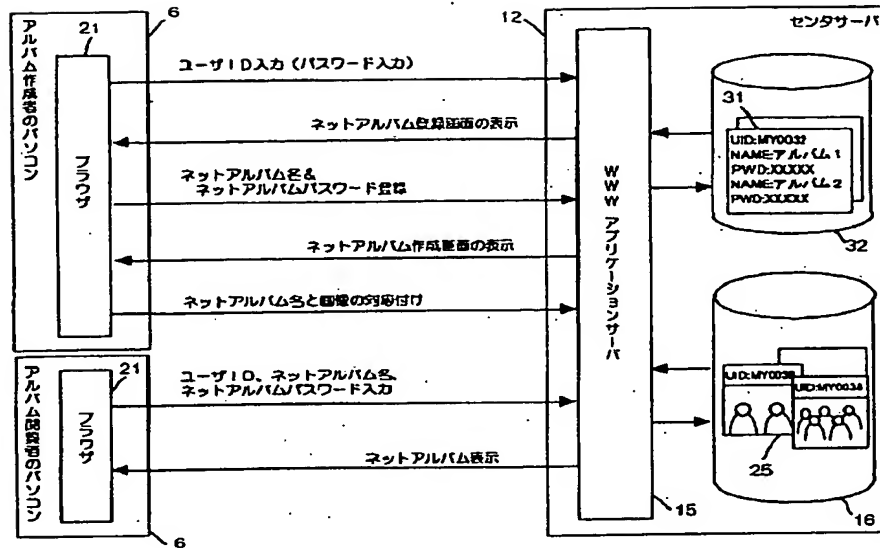 アルバム作成者のパソコン
6
21
ブラウザ
ユーザID入力(パスワード入力)
ネットアルバム登録画面の表示
ネットアルバム名&
ネットアルバムパスワード登録
ネットアルバム作成画面の表示
ネットアルバム名と画像の対応付け
アルバム閲覧者のパソコン
21
ブラウザ
ユーザID、ネットアルバム名、
ネットアルバムパスワード入力
ネットアルバム表示
6
12
センタサーバ
WWWアプリケーションサーバ
15
31
UID:MY0032
NAME:アルバム1
PWD:XXXXX
NAME:アルバム2
PWD:XXXXX
32
UID:MY0034
25
16